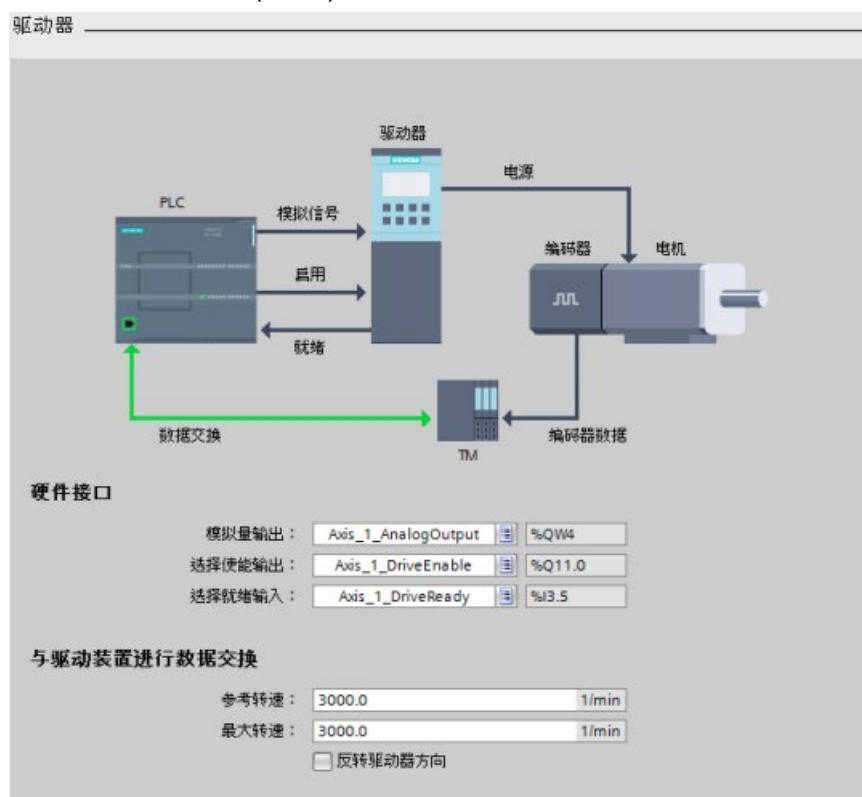 驱动器
驱动器
电源
PLC
模拟信号
编码器
电机
启用
就绪
数据交换
编码器数据
TM
硬件接口
模拟量输出： Axis_1_AnalogOutput %QW4
选择使能输出： Axis_1_DriveEnable %Q11.0
选择就绪输入： Axis_1_DriveReady %I3.5
与驱动装置进行数据交换
参考转速： 3000.0 1/min
最大转速： 3000.0 1/min
反转驱动器方向